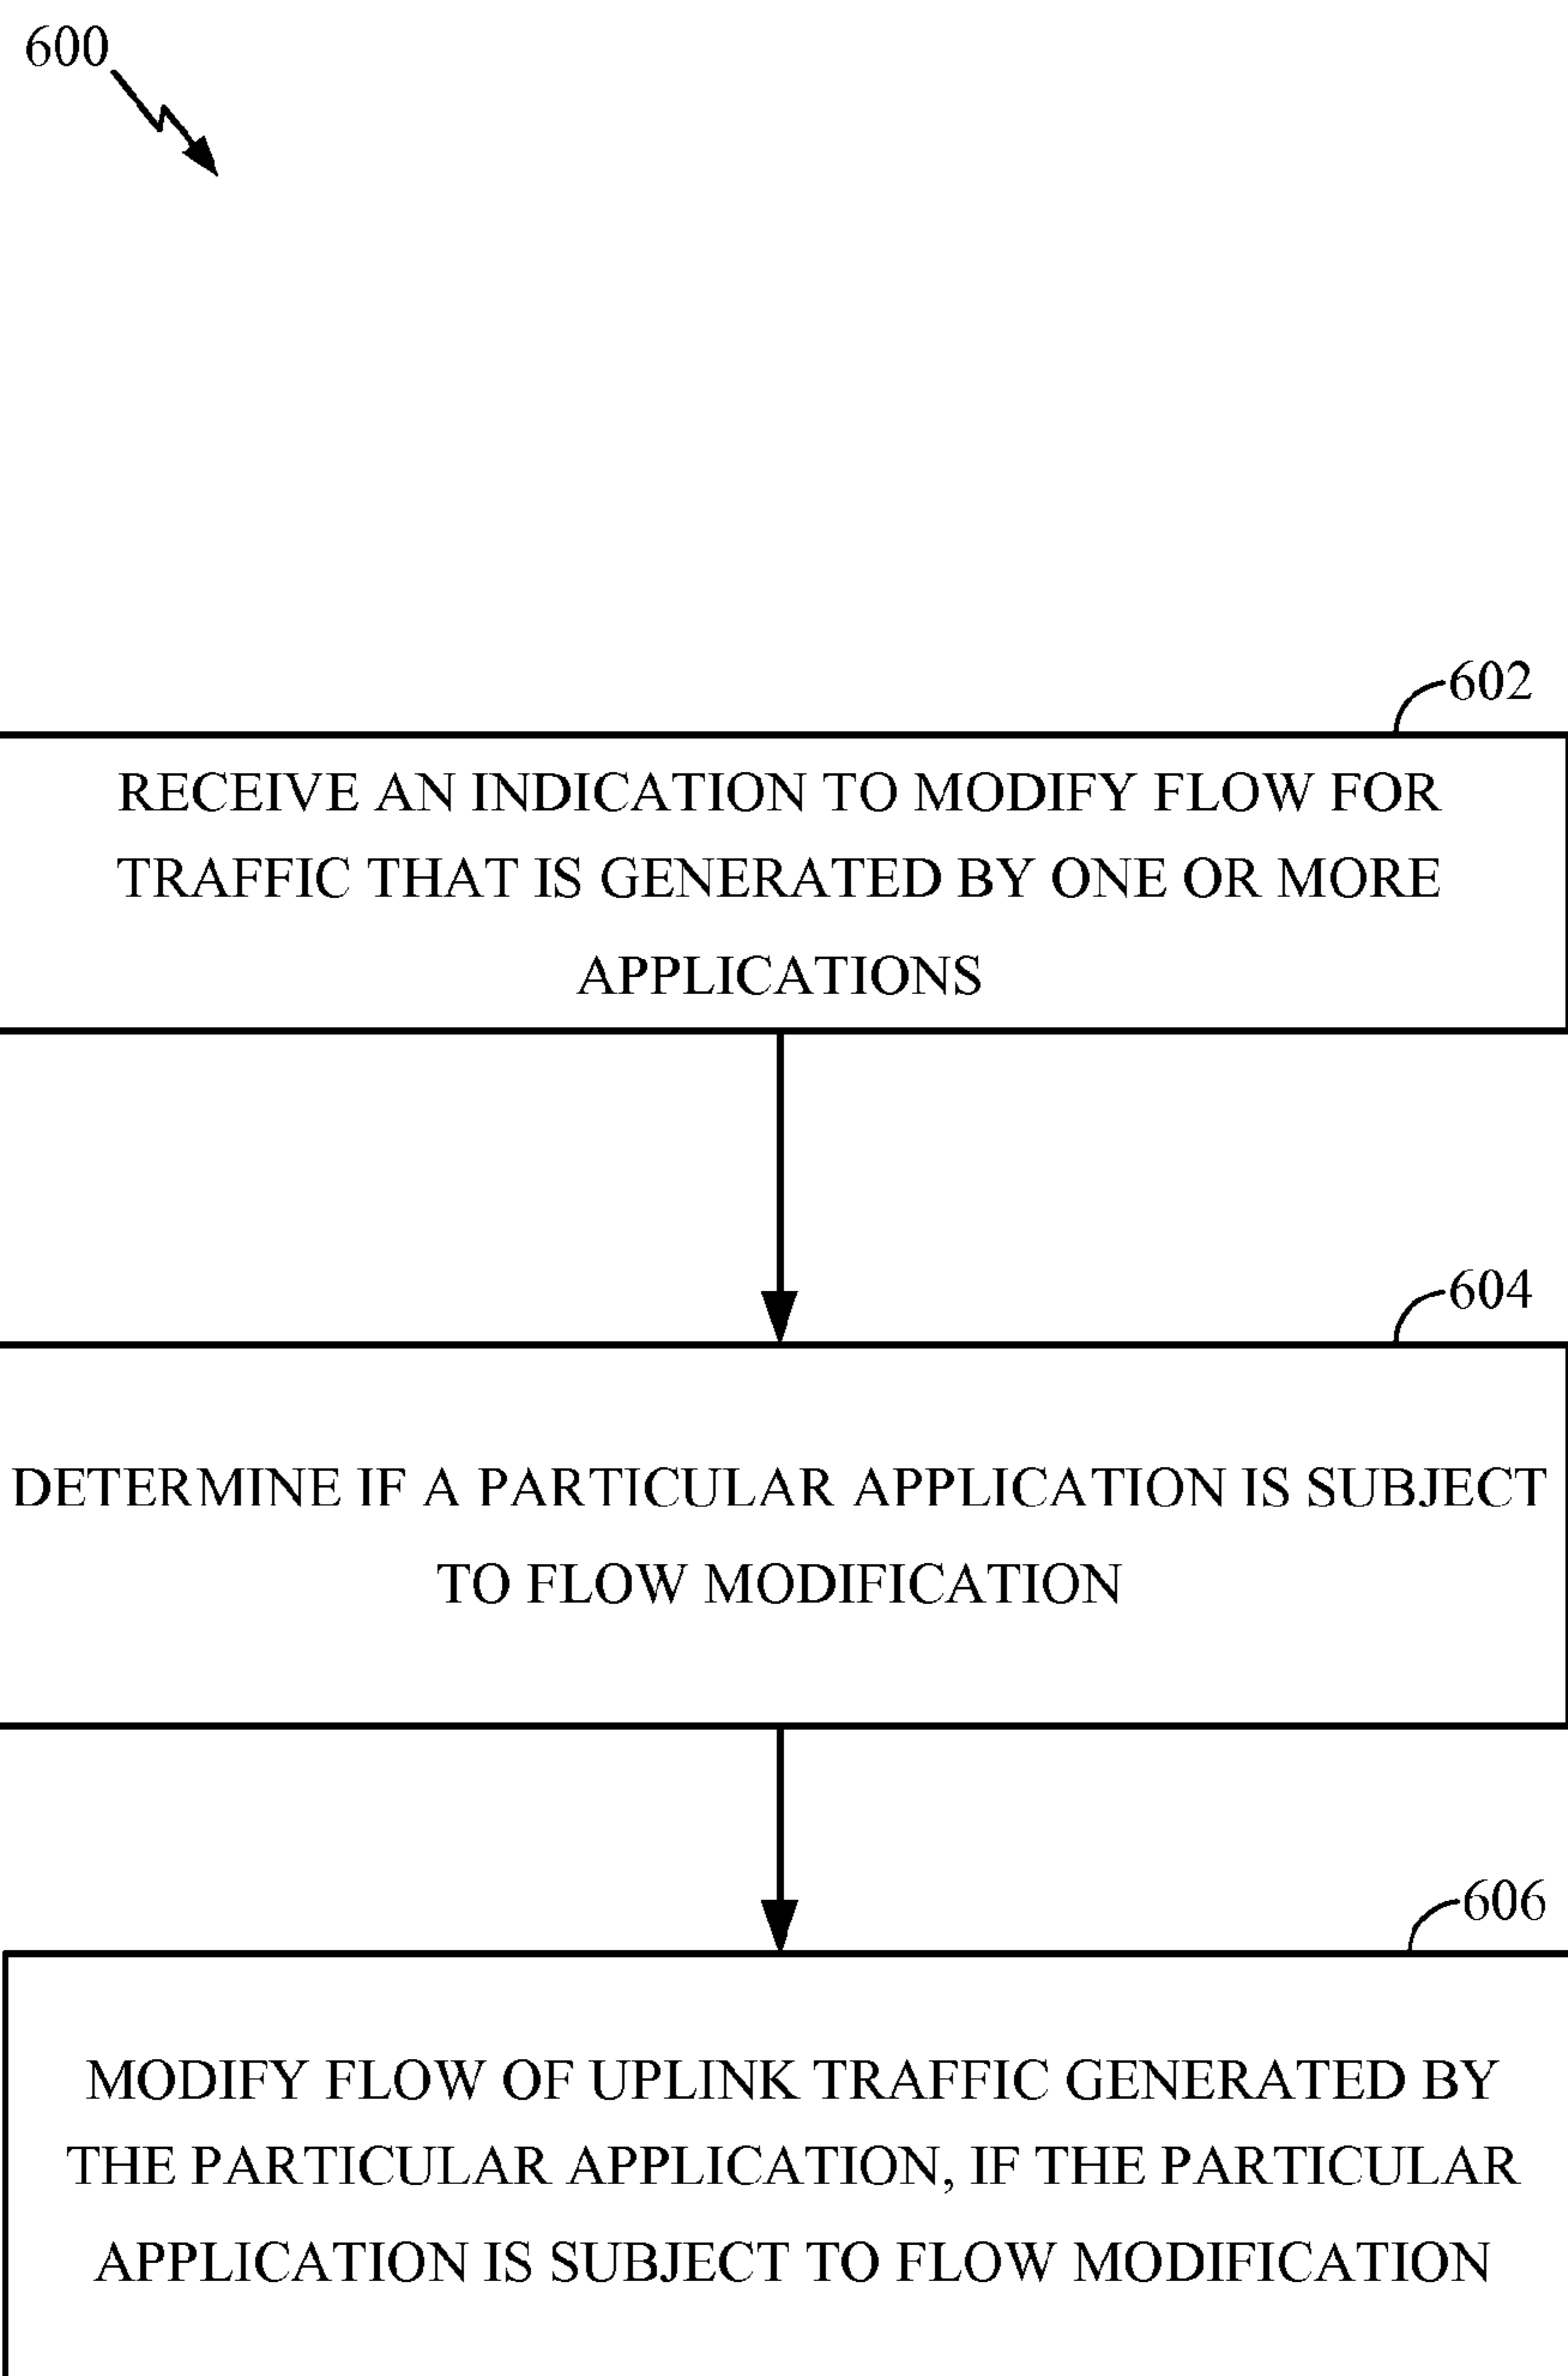 600
602
RECEIVE AN INDICATION TO MODIFY FLOW FOR
TRAFFIC THAT IS GENERATED BY ONE OR MORE
APPLICATIONS
604
DETERMINE IF A PARTICULAR APPLICATION IS SUBJECT
TO FLOW MODIFICATION
606
MODIFY FLOW OF UPLINK TRAFFIC GENERATED BY
THE PARTICULAR APPLICATION, IF THE PARTICULAR
APPLICATION IS SUBJECT TO FLOW MODIFICATION